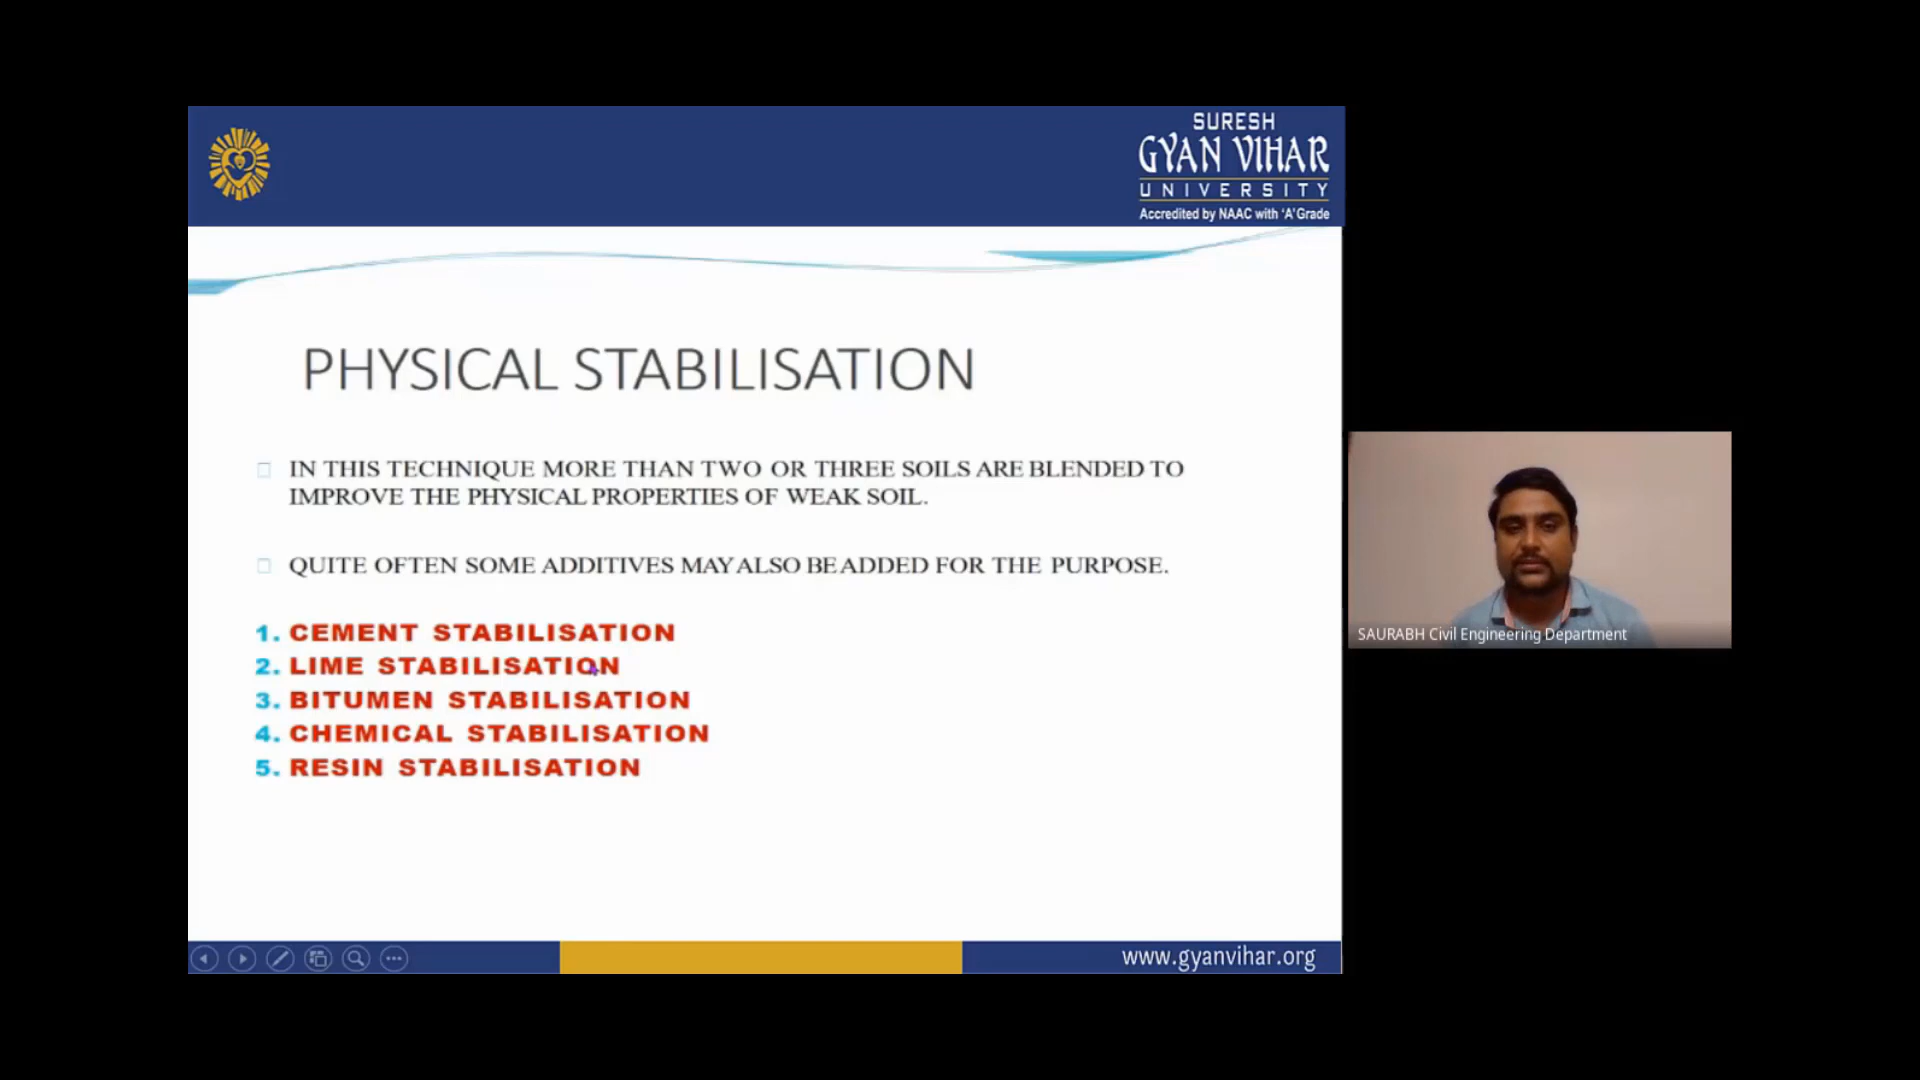 SURESH
GYAN VIHAR
UNIVERSITY
Accredited by NAAC with 'A' Grade
PHYSICAL STABILISATION
IN THIS TECHNIQUE MORE THAN TWO OR THREE SOILS ARE BLENDED TO
IMPROVE THE PHYSICAL PROPERTIES OF WEAK SOIL.
QUITE OFTEN SOME ADDITIVES MAY ALSO BE ADDED FOR THE PURPOSE.
1. CEMENT STABILISATION
2. LIME STABILISATION
3. BITUMEN STABILISATION
4. CHEMICAL STABILISATION
5. RESIN STABILISATION
SAURABH Civil Engineering Department
www.gyanvihar.org